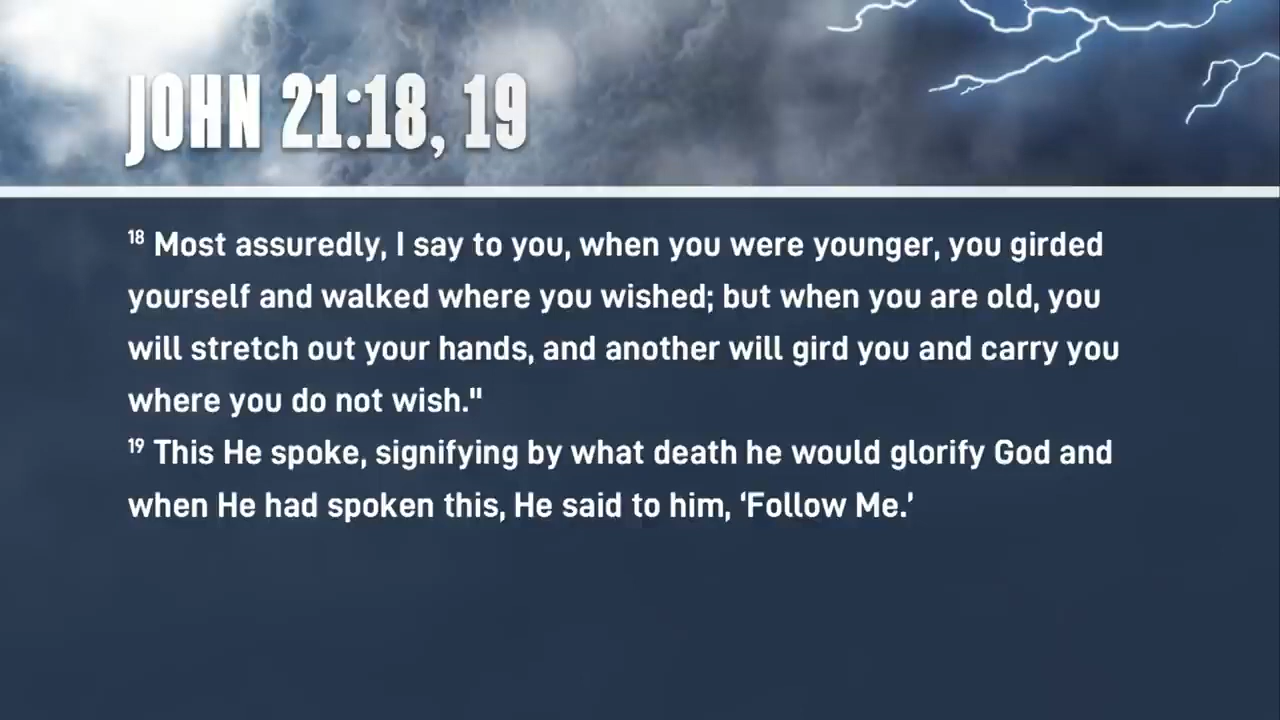 JOHN 21:18, 19
18 Most assuredly, I say to you, when you were younger, you girded
yourself and walked where you wished; but when you are old, you
will stretch out your hands, and another will gird you and carry you
where you do not wish."
19 This He spoke, signifying by what death he would glorify God and
when He had spoken this, He said to him, ‘Follow Me.’